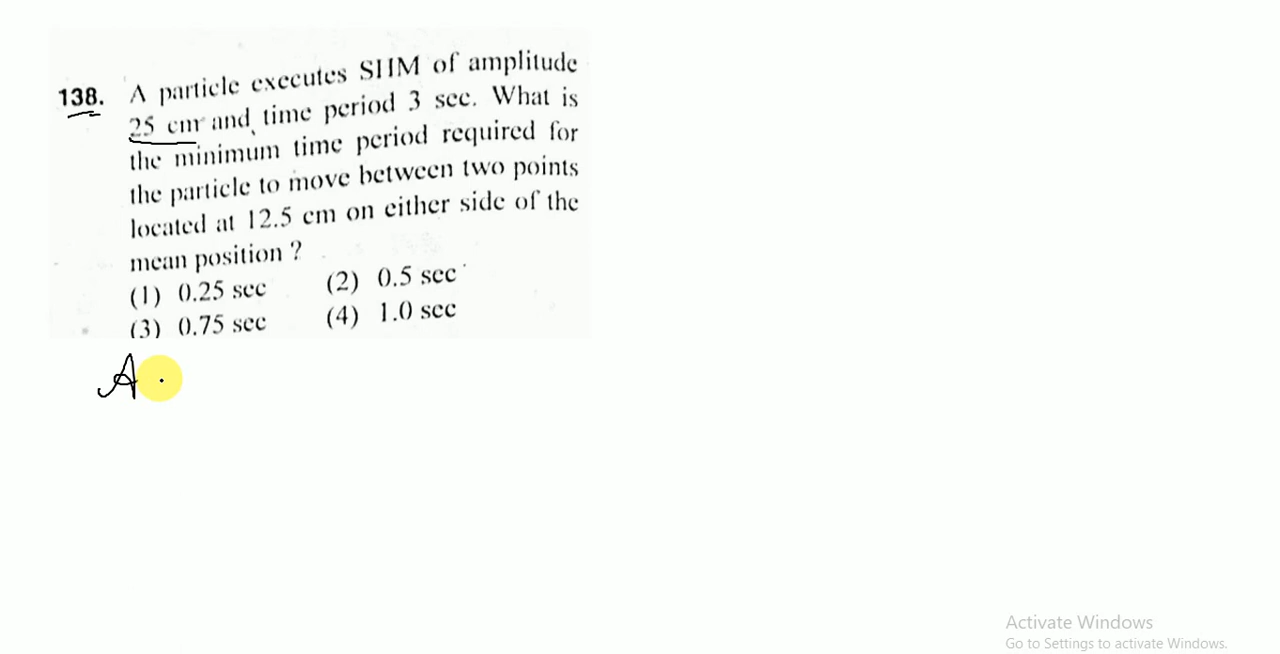 138. A particle executes SHM of amplitude
25 cm and time period 3 sec. What is
the minimum time period required for
the particle to move between two points
located at 12.5 cm on either side of the
mean position ?
(1) 0.25 sec (2) 0.5 sec
(3) 0.75 sec (4) 1.0 sec
A
Activate Windows
Go to Settings to activate Windows.